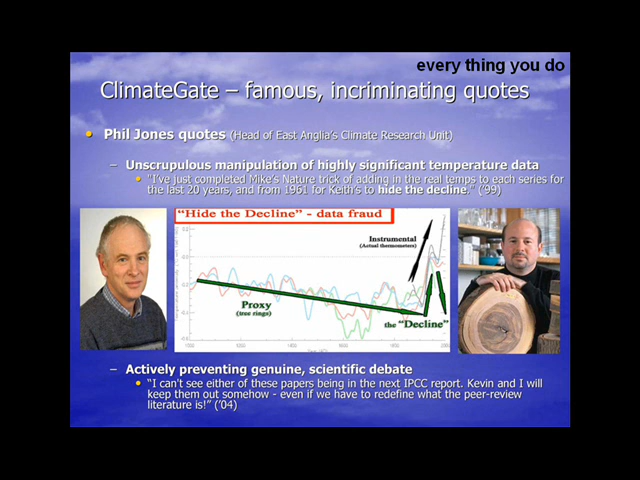 every thing you do
ClimateGate – famous, incriminating quotes
• Phil Jones quotes (Head of East Anglia's Climate Research Unit)
– Unscrupulous manipulation of highly significant temperature data
• "I've just completed Mike's Nature trick of adding in the real temps to each series for
the last 20 years, and from 1961 for Keith's to hide the decline." ('99)
"Hide the Decline" - data fraud
Instrumental
(Actual thermometers)
Proxy
(tree rings)
the "Decline"
1000
1200
1400
1600
1800
– Actively preventing genuine, scientific debate
• "I can't see either of these papers being in the next IPCC report. Kevin and I will
keep them out somehow - even if we have to redefine what the peer-review
literature is!" ('04)